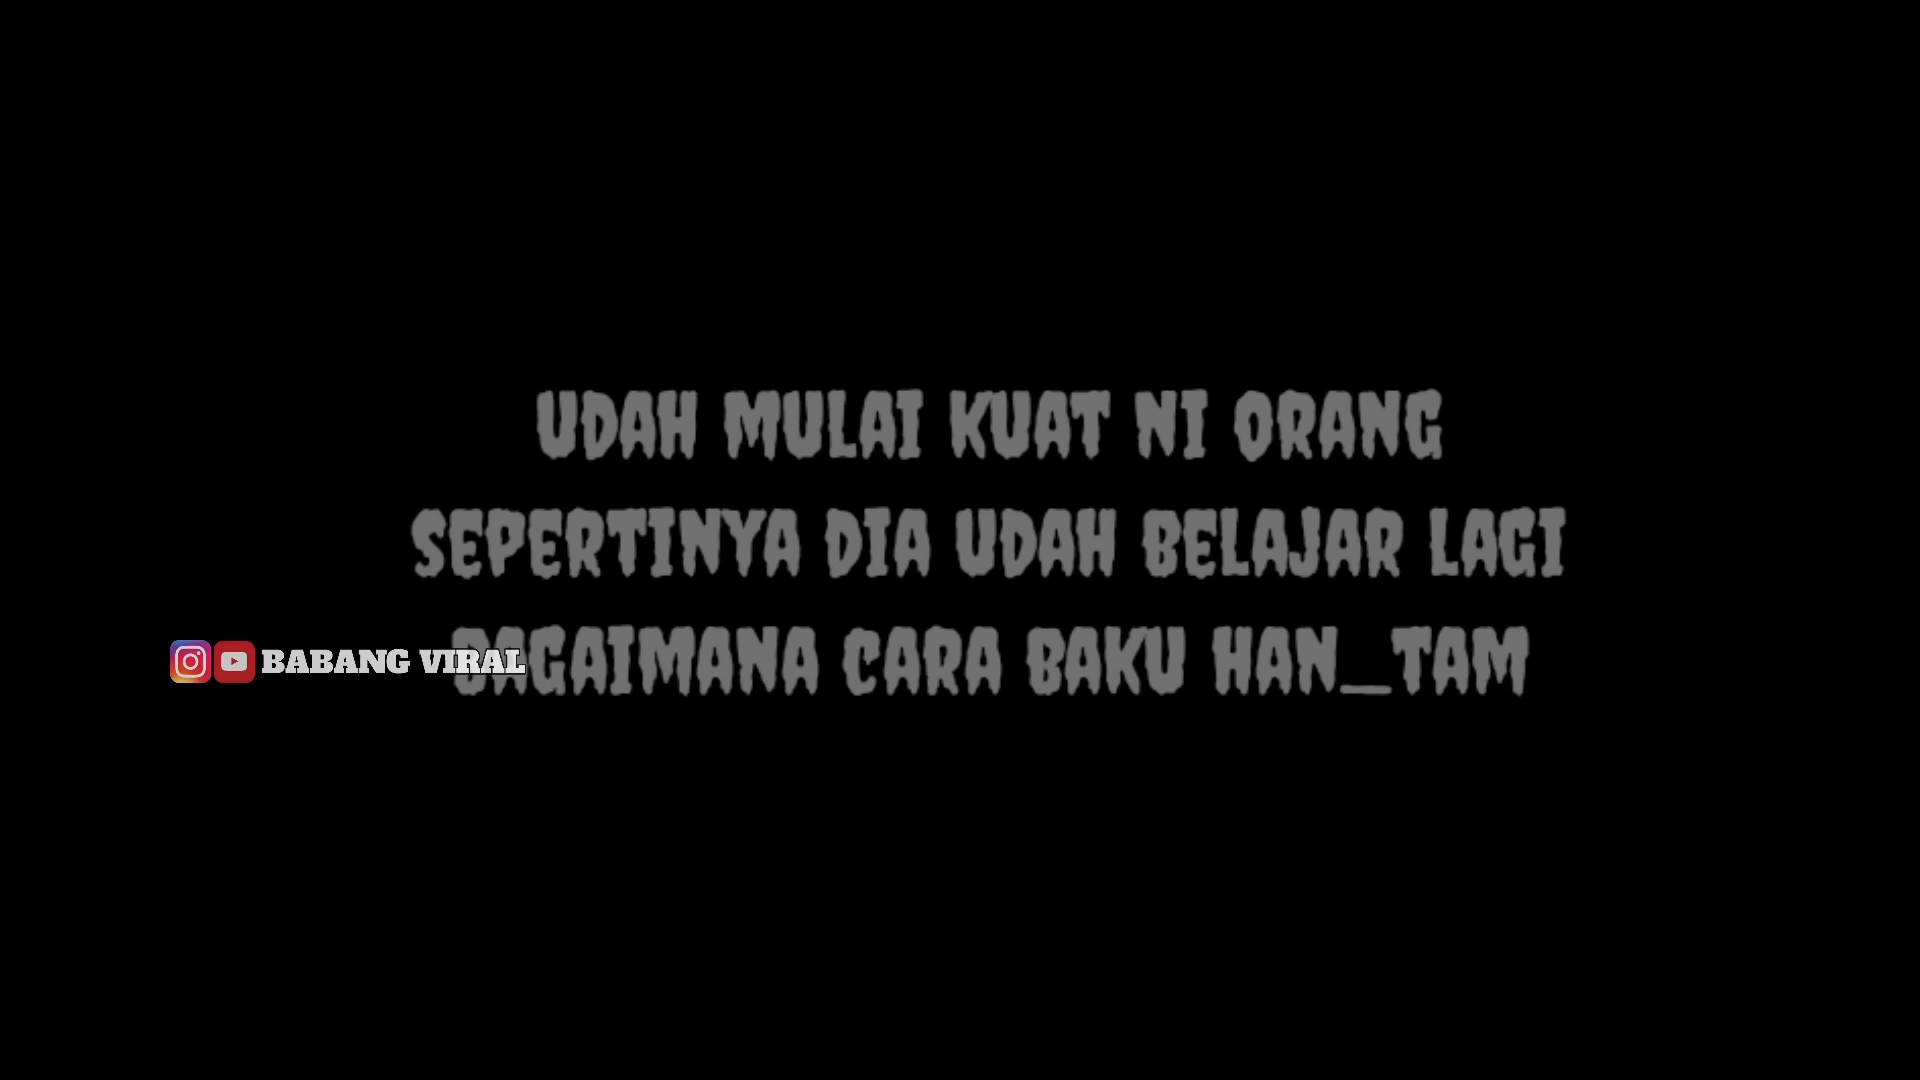 UDAH MULAI KUAT NI ORANG
SEPERTINYA DIA UDAH BELAJAR LAGI
BAGAIMANA CARA BAKU HAN_TAM
BABANG VIRAL